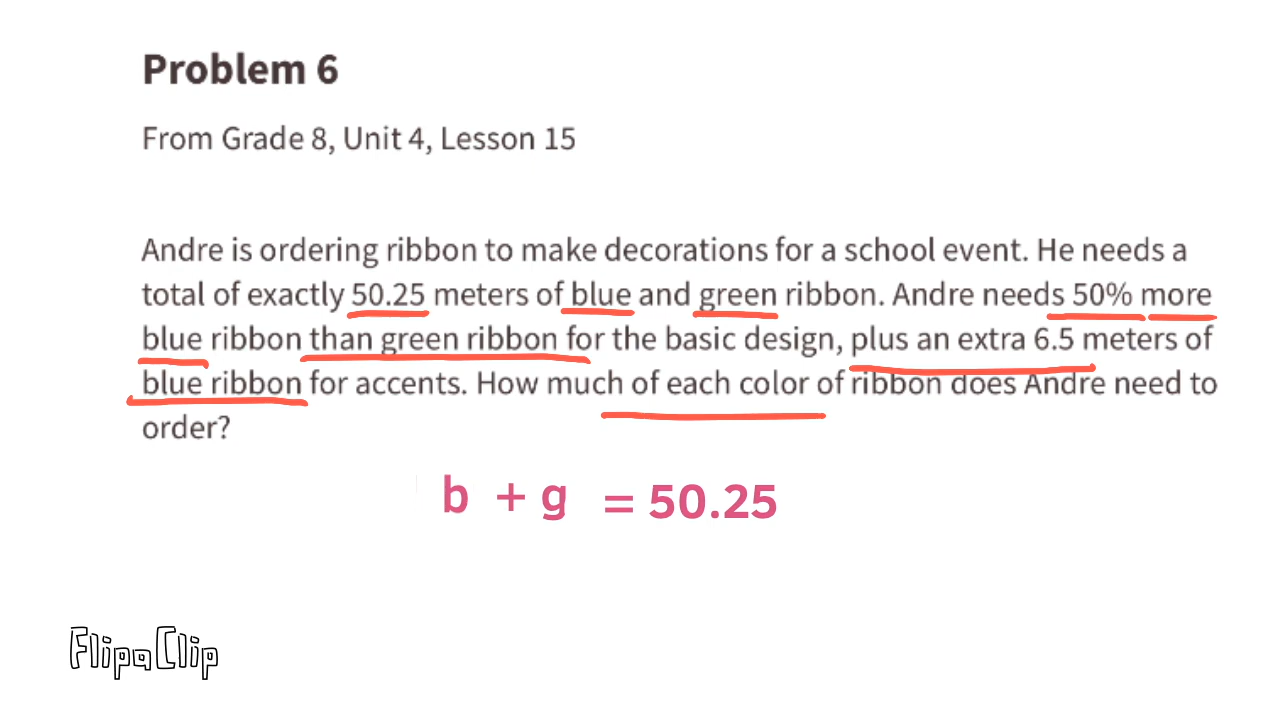 Problem 6
From Grade 8, Unit 4, Lesson 15
Andre is ordering ribbon to make decorations for a school event. He needs a
total of exactly 50.25 meters of blue and green ribbon. Andre needs 50% more
blue ribbon than green ribbon for the basic design, plus an extra 6.5 meters of
blue ribbon for accents. How much of each color of ribbon does Andre need to
order?
b + g = 50.25
FlipaClip